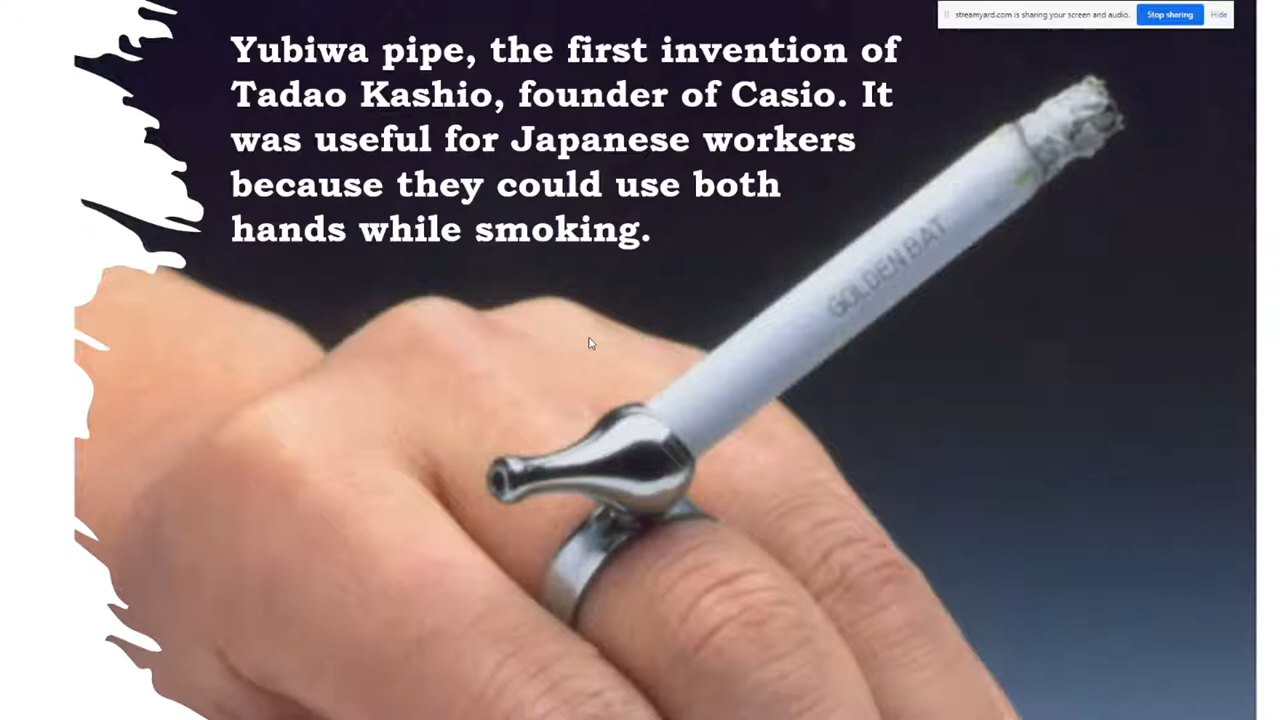 streamyard.com is sharing your screen and audio.
Stop sharing
Hide
Yubiwa pipe, the first invention of
Tadao Kashio, founder of Casio. It
was useful for Japanese workers
because they could use both
hands while smoking.
GOLDEN BAT